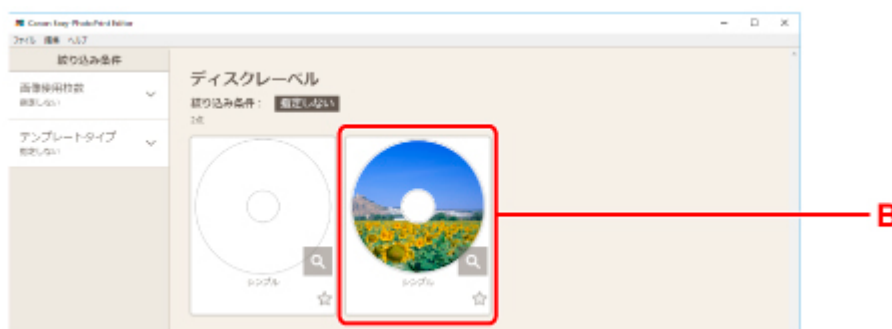 Canon Easy-PhotoPrint Editor
ファイル 編集 ヘルプ
絞り込み条件
画像使用枚数
指定しない
テンプレートタイプ
指定しない
ディスクレーベル
絞り込み条件： 指定しない
2点
シンプル
シンプル
B